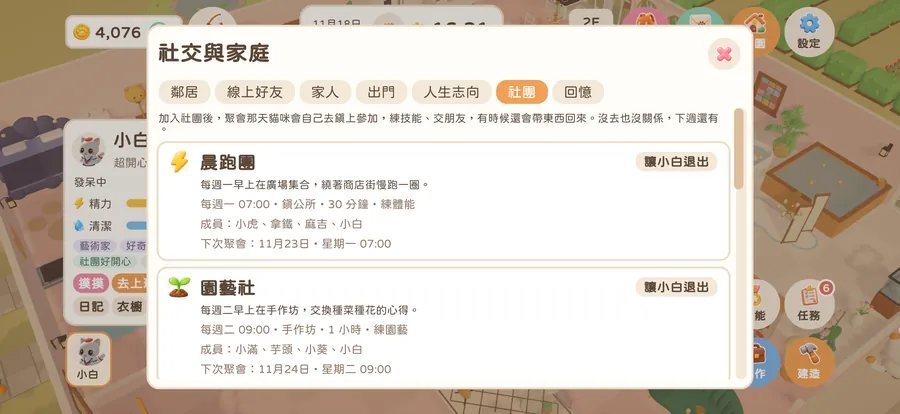 4,076
11月18日
2F
設定
社交與家庭
鄰居
線上好友
家人
出門
人生志向
社團
回憶
加入社團後，聚會那天貓咪會自己去鎮上參加，練技能、交朋友，有時候還會帶東西回來。沒去也沒關係，下週還有
。
晨跑團
讓小白退出
每週一早上在廣場集合，繞著商店街慢跑一圈。
每週一 07:00・鎮公所・30 分鐘・練體能
成員：小虎、拿鐵、麻吉、小白
下次聚會：11月23日・星期一 07:00
園藝社
讓小白退出
每週二早上在手作坊，交換種菜種花的心得。
每週二 09:00・手作坊・1 小時・練園藝
成員：小滿、芋頭、小葵、小白
下次聚會：11月24日・星期二 09:00
小白
超開心
發呆中
精力
清潔
藝術家
好奇
社團好開心
摸摸
去上
日記
衣櫥
小白
能
6
任務
作
建造